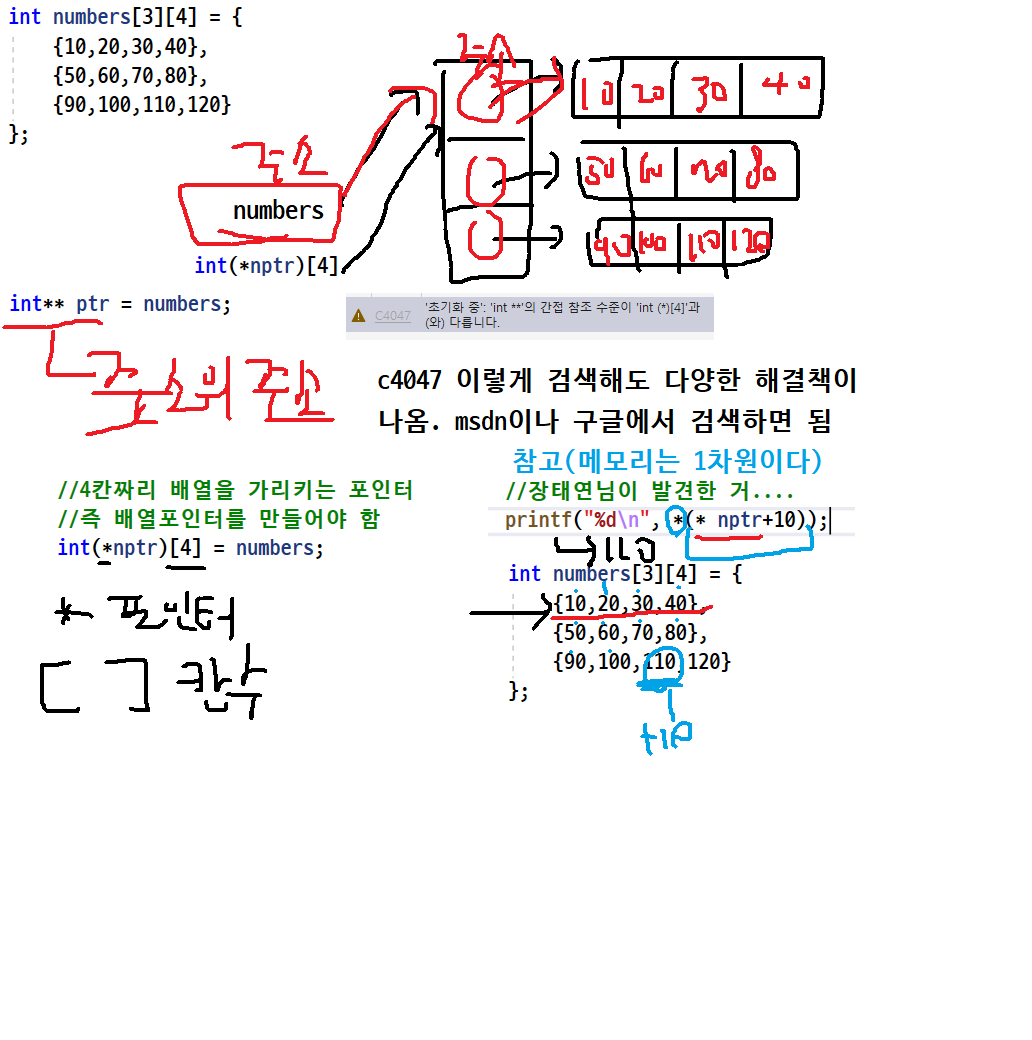 int numbers[3][4] = {
{10,20,30,40},
{50,60,70,80},
{90,100,110,120}
};
주소
10 20 30 40
50 60 70 80
90 100 110 120
주소
numbers
int(*nptr)[4]
int** ptr = numbers;
C4047 '초기화 중': 'int **'의 간접 참조 수준이 'int (*)[4]'과
(와) 다릅니다.
주소의 주소
c4047 이렇게 검색해도 다양한 해결책이
나옴. msdn이나 구글에서 검색하면 됨
참고(메모리는 1차원이다)
//4칸짜리 배열을 가리키는 포인터
//즉 배열포인터를 만들어야 함
int(*nptr)[4] = numbers;
* 포인터
[ ] 칸수
//장태연님이 발견한 거....
printf("%d\n", *(* nptr+10));
110
int numbers[3][4] = {
{10,20,30,40},
{50,60,70,80},
{90,100,110,120}
};
+10